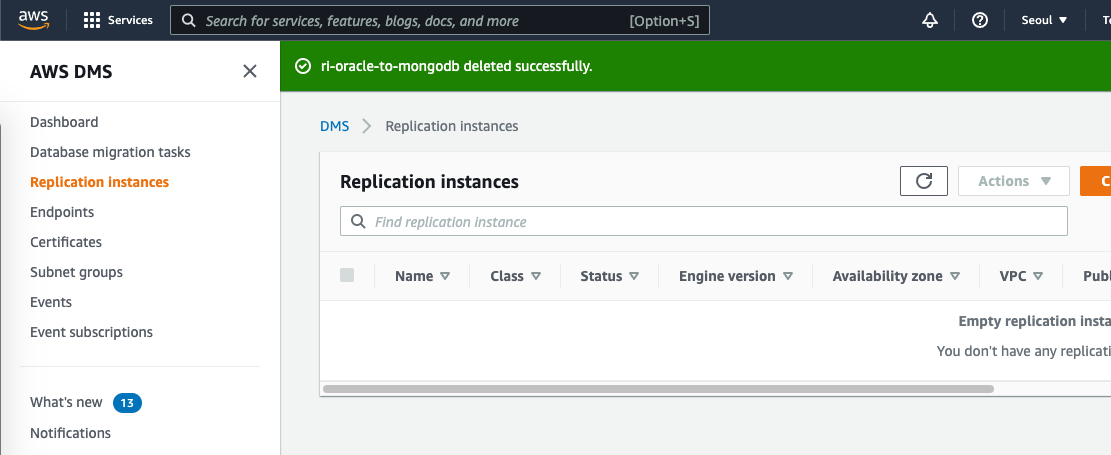 aws Services Search for services, features, blogs, docs, and more [Option+S] Seoul
AWS DMS
ri-oracle-to-mongodb deleted successfully.
Dashboard
Database migration tasks
Replication instances
Endpoints
Certificates
Subnet groups
Events
Event subscriptions
What's new 13
Notifications
DMS Replication instances
Replication instances Actions
Find replication instance
Name Class Status Engine version Availability zone VPC
Empty replication
You don't have any